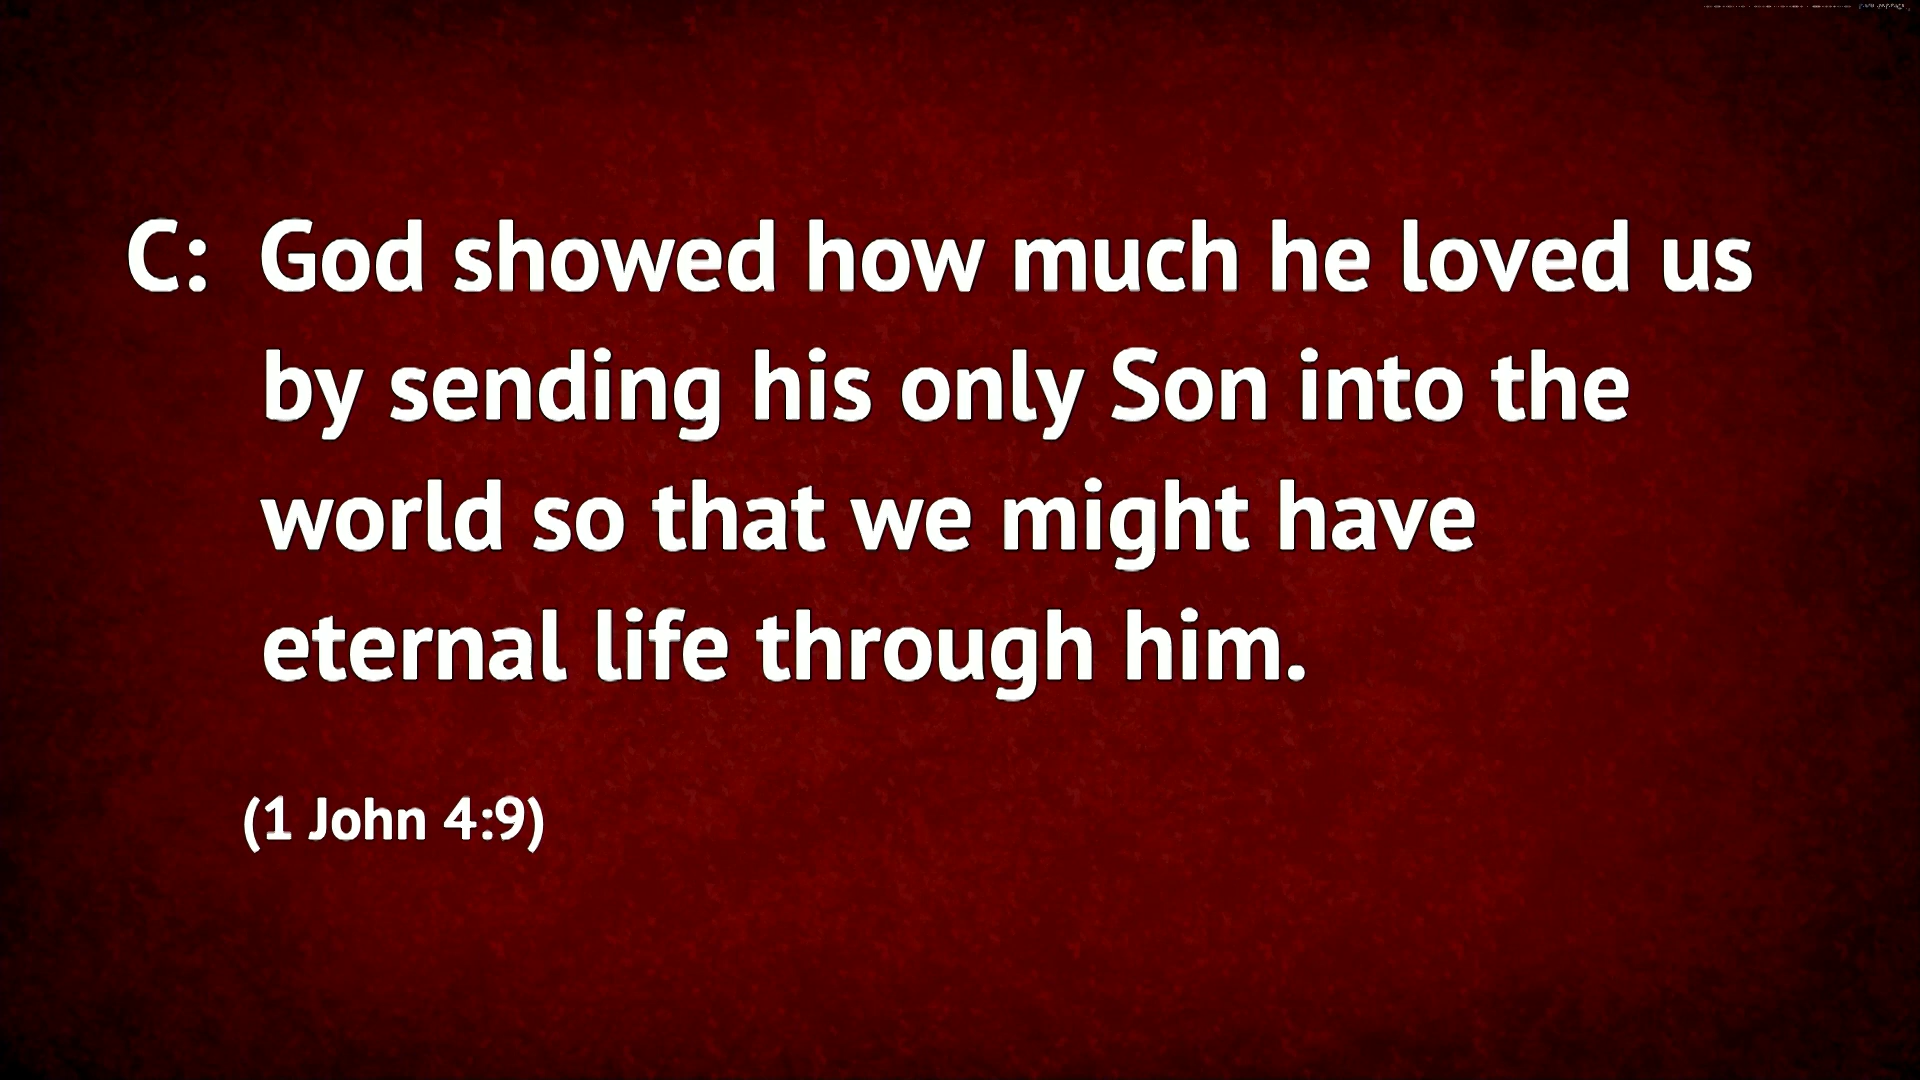 C: God showed how much he loved us
by sending his only Son into the
world so that we might have
eternal life through him.
(1 John 4:9)